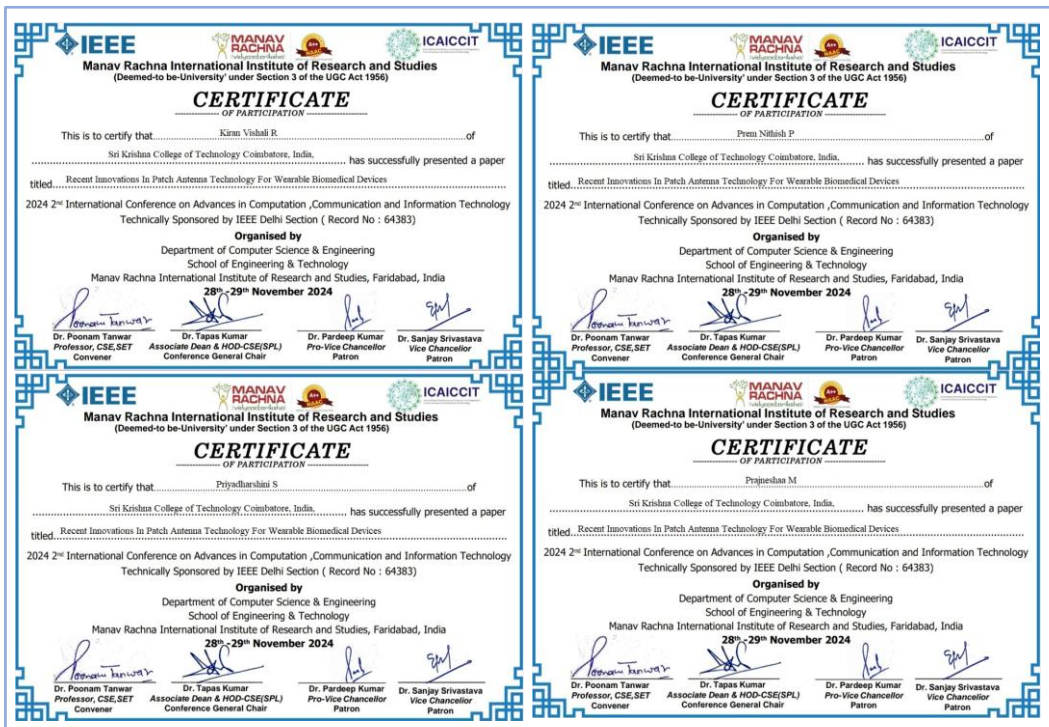 IEEE MANAV RACHNA vidyanatariksha A++ NAAC ICAICCIT
Manav Rachna International Institute of Research and Studies
(Deemed-to be-University' under Section 3 of the UGC Act 1956)
CERTIFICATE
OF PARTICIPATION
This is to certify that Kiran Vishali R of
Sri Krishna College of Technology Coimbatore, India, has successfully presented a paper
titled Recent Innovations In Patch Antenna Technology For Wearable Biomedical Devices
2024 2nd International Conference on Advances in Computation ,Communication and Information Technology
Technically Sponsored by IEEE Delhi Section ( Record No : 64383)
Organised by
Department of Computer Science & Engineering
School of Engineering & Technology
Manav Rachna International Institute of Research and Studies, Faridabad, India
28th -29th November 2024
Poonam Tanwar
Dr. Poonam Tanwar Dr. Tapas Kumar Dr. Pardeep Kumar Dr. Sanjay Srivastava
Professor, CSE,SET Associate Dean & HOD-CSE(SPL) Pro-Vice Chancellor Vice Chancellor
Convener Conference General Chair Patron Patron
IEEE MANAV RACHNA vidyanatariksha A++ NAAC ICAICCIT
Manav Rachna International Institute of Research and Studies
(Deemed-to be-University' under Section 3 of the UGC Act 1956)
CERTIFICATE
OF PARTICIPATION
This is to certify that Prem Nithish P of
Sri Krishna College of Technology Coimbatore, India, has successfully presented a paper
titled Recent Innovations In Patch Antenna Technology For Wearable Biomedical Devices
2024 2nd International Conference on Advances in Computation ,Communication and Information Technology
Technically Sponsored by IEEE Delhi Section ( Record No : 64383)
Organised by
Department of Computer Science & Engineering
School of Engineering & Technology
Manav Rachna International Institute of Research and Studies, Faridabad, India
28th -29th November 2024
Poonam Tanwar
Dr. Poonam Tanwar Dr. Tapas Kumar Dr. Pardeep Kumar Dr. Sanjay Srivastava
Professor, CSE,SET Associate Dean & HOD-CSE(SPL) Pro-Vice Chancellor Vice Chancellor
Convener Conference General Chair Patron Patron
IEEE MANAV RACHNA vidyanatariksha A++ NAAC ICAICCIT
Manav Rachna International Institute of Research and Studies
(Deemed-to be-University' under Section 3 of the UGC Act 1956)
CERTIFICATE
OF PARTICIPATION
This is to certify that Priyadharshini S of
Sri Krishna College of Technology Coimbatore, India, has successfully presented a paper
titled Recent Innovations In Patch Antenna Technology For Wearable Biomedical Devices
2024 2nd International Conference on Advances in Computation ,Communication and Information Technology
Technically Sponsored by IEEE Delhi Section ( Record No : 64383)
Organised by
Department of Computer Science & Engineering
School of Engineering & Technology
Manav Rachna International Institute of Research and Studies, Faridabad, India
28th -29th November 2024
Poonam Tanwar
Dr. Poonam Tanwar Dr. Tapas Kumar Dr. Pardeep Kumar Dr. Sanjay Srivastava
Professor, CSE,SET Associate Dean & HOD-CSE(SPL) Pro-Vice Chancellor Vice Chancellor
Convener Conference General Chair Patron Patron
IEEE MANAV RACHNA vidyanatariksha A++ NAAC ICAICCIT
Manav Rachna International Institute of Research and Studies
(Deemed-to be-University' under Section 3 of the UGC Act 1956)
CERTIFICATE
OF PARTICIPATION
This is to certify that Prajneshaa M of
Sri Krishna College of Technology Coimbatore, India, has successfully presented a paper
titled Recent Innovations In Patch Antenna Technology For Wearable Biomedical Devices
2024 2nd International Conference on Advances in Computation ,Communication and Information Technology
Technically Sponsored by IEEE Delhi Section ( Record No : 64383)
Organised by
Department of Computer Science & Engineering
School of Engineering & Technology
Manav Rachna International Institute of Research and Studies, Faridabad, India
28th -29th November 2024
Poonam Tanwar
Dr. Poonam Tanwar Dr. Tapas Kumar Dr. Pardeep Kumar Dr. Sanjay Srivastava
Professor, CSE,SET Associate Dean & HOD-CSE(SPL) Pro-Vice Chancellor Vice Chancellor
Convener Conference General Chair Patron Patron